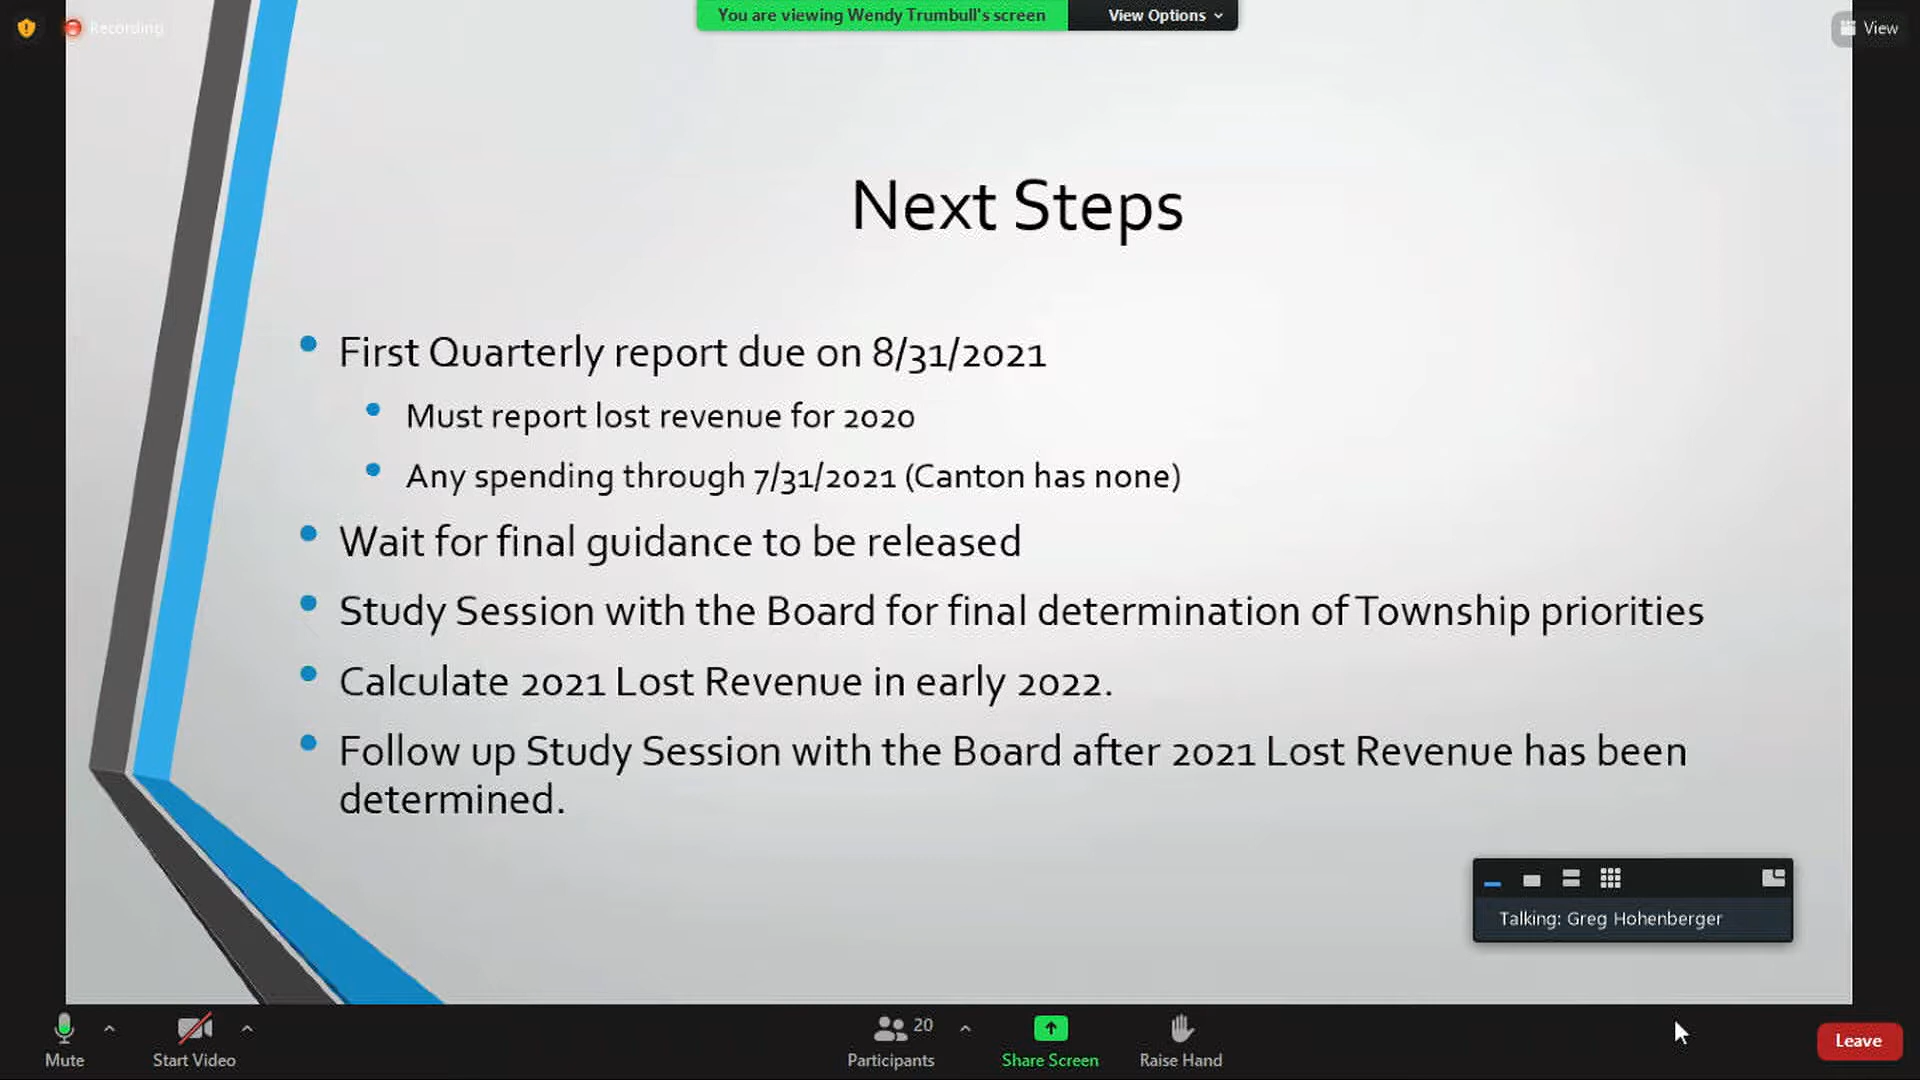 Recording
You are viewing Wendy Trumbull's screen
View Options
View
Next Steps
First Quarterly report due on 8/31/2021
Must report lost revenue for 2020
Any spending through 7/31/2021 (Canton has none)
Wait for final guidance to be released
Study Session with the Board for final determination of Township priorities
Calculate 2021 Lost Revenue in early 2022.
Follow up Study Session with the Board after 2021 Lost Revenue has been
determined.
Talking: Greg Hohenberger
Mute
Start Video
20
Participants
Share Screen
Raise Hand
Leave